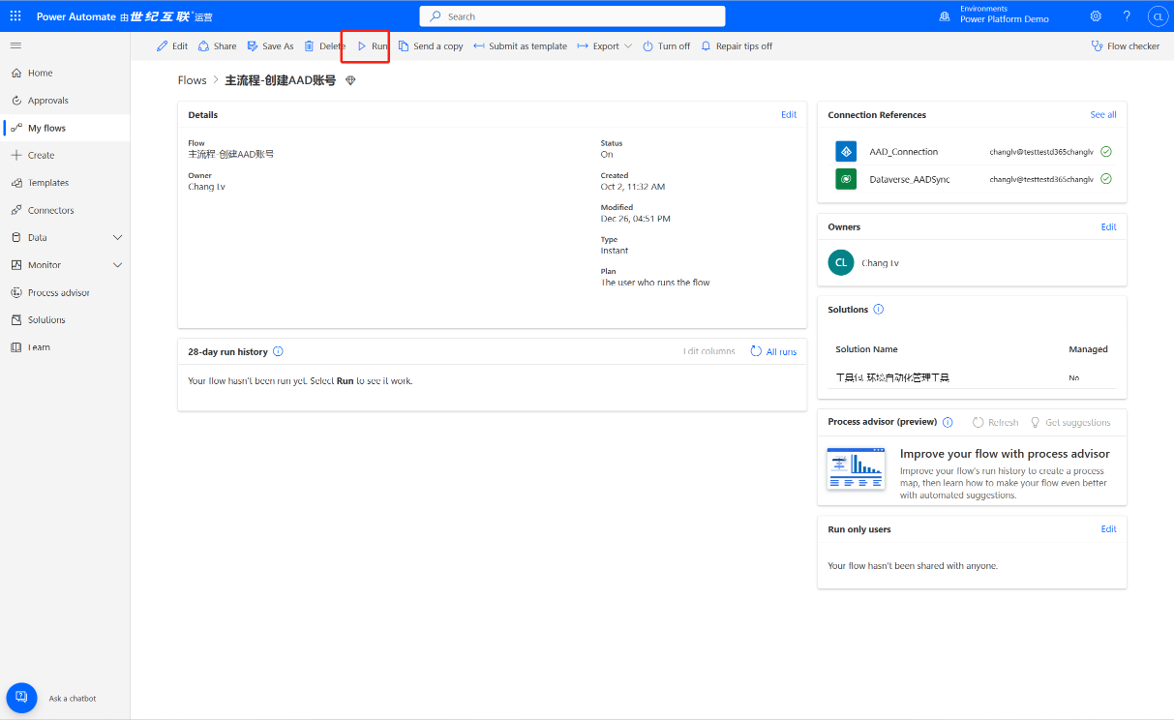 Power Automate 由世纪互联运营
Search
Environments
Power Platform Demo
CL
Edit
Share
Save As
Delete
Run
Send a copy
Submit as template
Export
Turn off
Repair tips off
Flow checker
Home
Approvals
My flows
Create
Templates
Connectors
Data
Monitor
Process advisor
Solutions
Learn
Ask a chatbot
Flows > 主流程-创建AAD账号
Details
Edit
Flow
主流程-创建AAD账号
Owner
Chang Lv
Status
On
Created
Oct 2, 11:32 AM
Modified
Dec 26, 04:51 PM
Type
Instant
Plan
The user who runs the flow
28-day run history
Edit columns
All runs
Your flow hasn't been run yet. Select Run to see it work.
Connection References
See all
AAD_Connection
changlv@testtestd365changlv
Dataverse_AADSync
changlv@testtestd365changlv
Owners
Edit
CL
Chang Lv
Solutions
Solution Name
Managed
工具包-环境自动化管理工具
No
Process advisor (preview)
Refresh
Get suggestions
Improve your flow with process advisor
Improve your flow's run history to create a process
map, then learn how to make your flow even better
with automated suggestions.
Run only users
Edit
Your flow hasn't been shared with anyone.